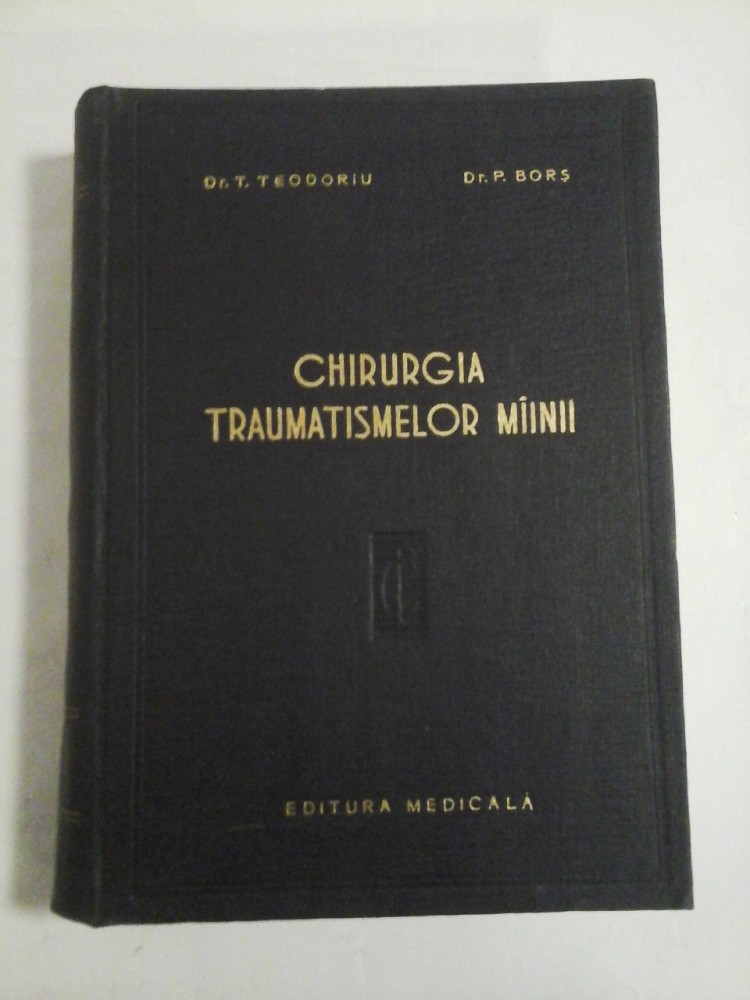 Dr. T. TEODORIU Dr. P. BORȘ
CHIRURGIA
TRAUMATISMELOR MÎINII
EDITURA MEDICALĂ